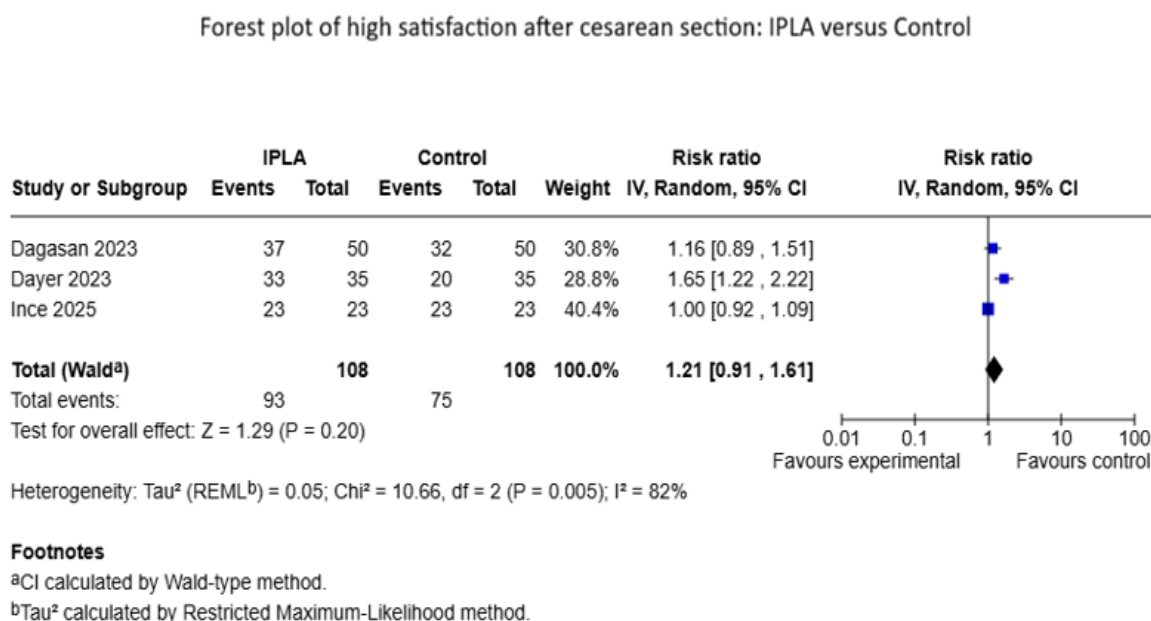 Forest plot of high satisfaction after cesarean section: IPLA versus Control
IPLA Control Risk ratio Risk ratio
Study or Subgroup Events Total Events Total Weight IV, Random, 95% CI IV, Random, 95% CI
Dagasan 2023 37 50 32 50 30.8% 1.16 [0.89 , 1.51]
Dayer 2023 33 35 20 35 28.8% 1.65 [1.22 , 2.22]
Ince 2025 23 23 23 23 40.4% 1.00 [0.92 , 1.09]
Total (Waldᵃ) 108 108 100.0% 1.21 [0.91 , 1.61]
Total events: 93 75
Test for overall effect: Z = 1.29 (P = 0.20)
0.01 0.1 1 10 100
Favours experimental Favours control
Heterogeneity: Tau² (REMLᵇ) = 0.05; Chi² = 10.66, df = 2 (P = 0.005); I² = 82%
Footnotes
ᵃCI calculated by Wald-type method.
ᵇTau² calculated by Restricted Maximum-Likelihood method.